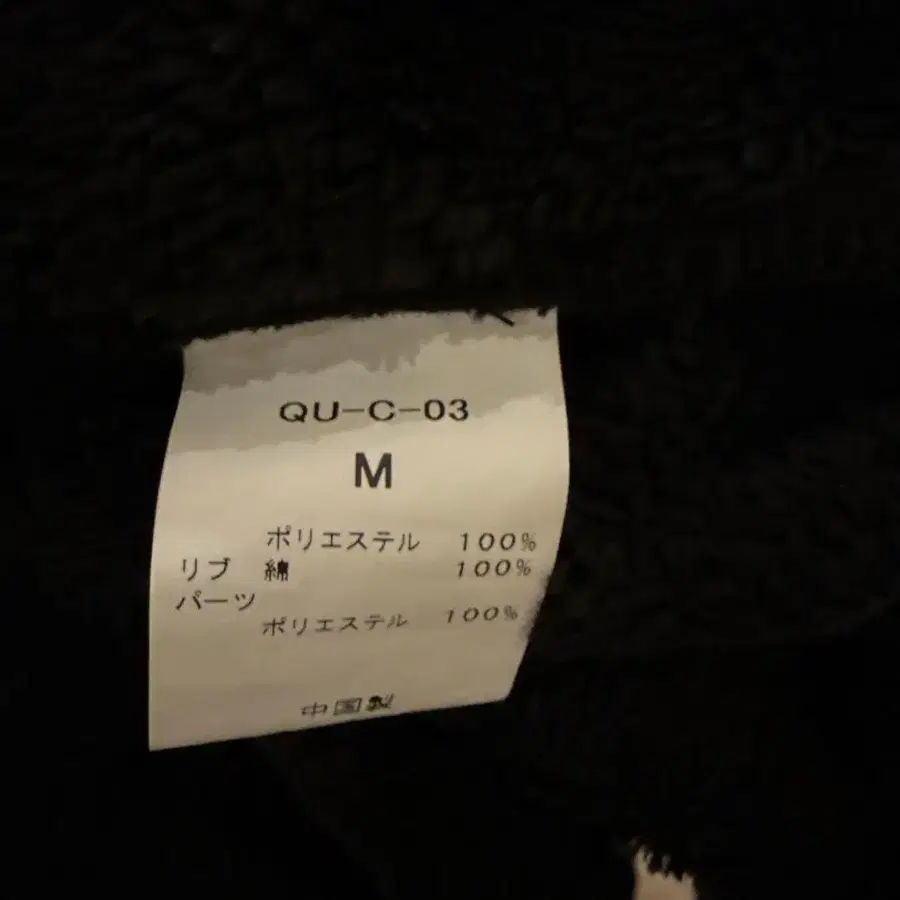 QU-C-03
M
ポリエステル 100%
リブ 綿 100%
パーツ
ポリエステル 100%
中国製